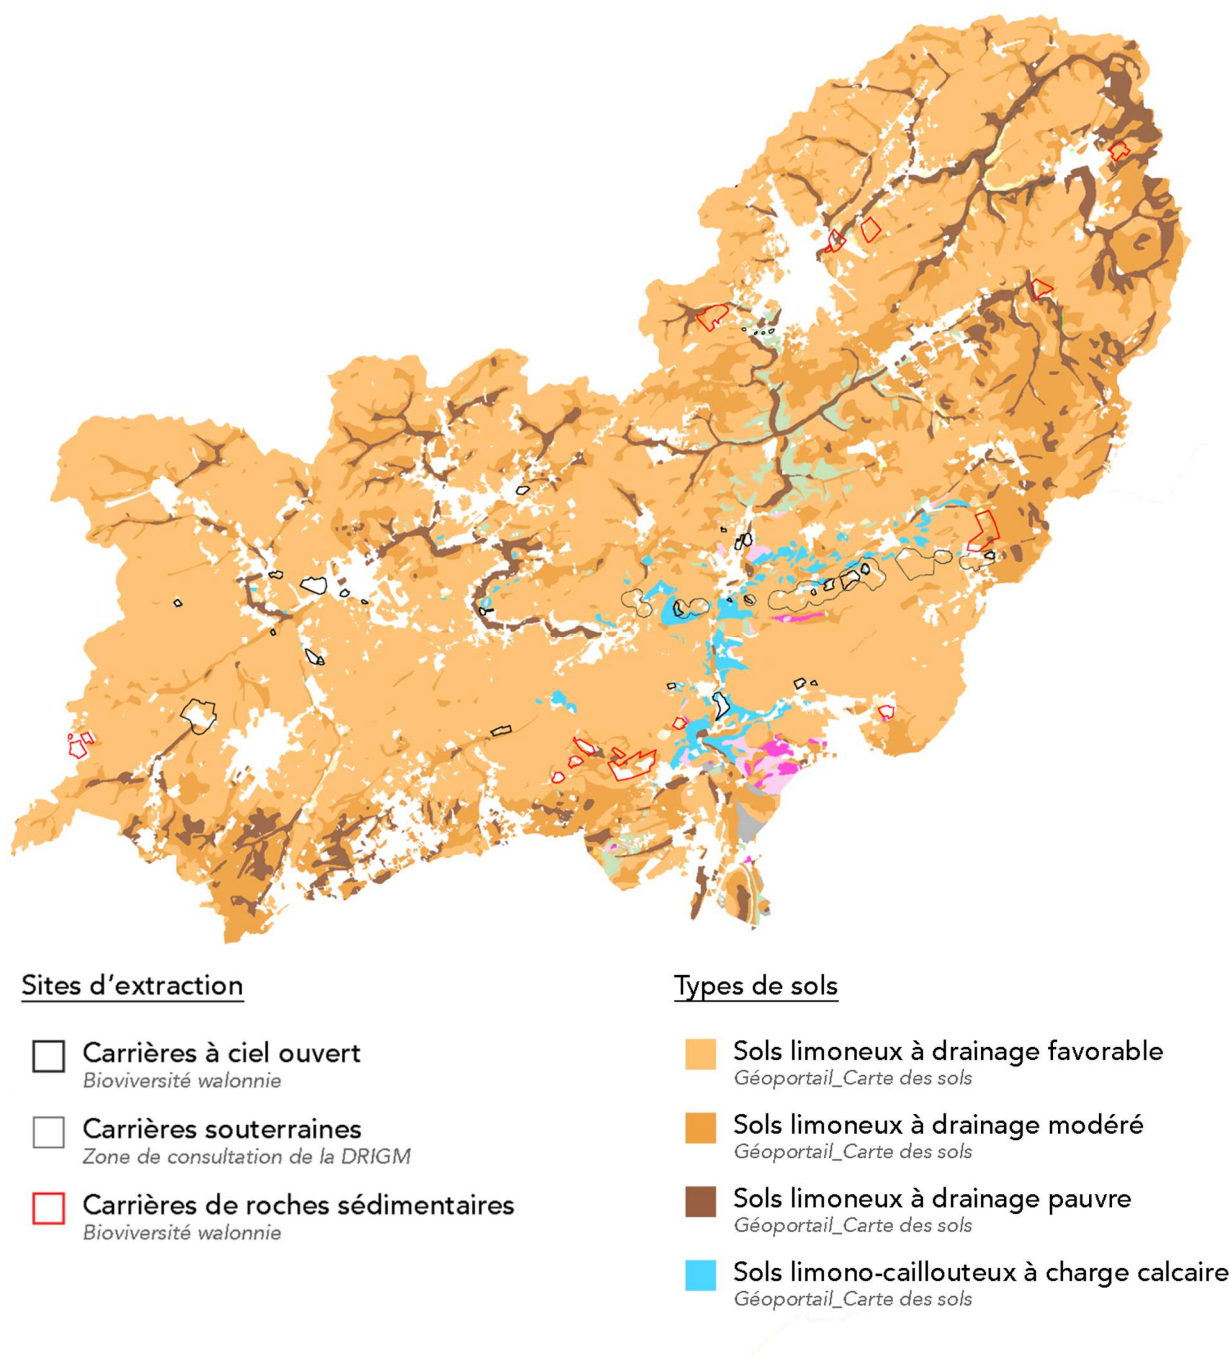 Sites d'extraction
Carrières à ciel ouvert
Bioviversité walonnie
Carrières souterraines
Zone de consultation de la DRIGM
Carrières de roches sédimentaires
Bioviversité walonnie
Types de sols
Sols limoneux à drainage favorable
Géoportail_Carte des sols
Sols limoneux à drainage modéré
Géoportail_Carte des sols
Sols limoneux à drainage pauvre
Géoportail_Carte des sols
Sols limono-caillouteux à charge calcaire
Géoportail_Carte des sols